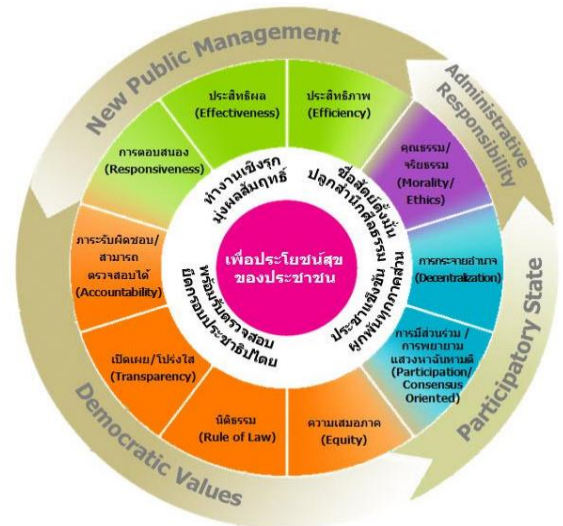 New Public Management
Administrative
Responsibility
Participatory State
Democratic Values
ประสิทธิผล
(Effectiveness)
ประสิทธิภาพ
(Efficiency)
คุณธรรม/
จริยธรรม
(Morality/
Ethics)
การกระจายอำนาจ
(Decentralization)
การมีส่วนร่วม /
การพยายาม
แสวงหาฉันทามติ
(Participation/
Consensus
Oriented)
ความเสมอภาค
(Equity)
นิติธรรม
(Rule of Law)
เปิดเผย/โปร่งใส
(Transparency)
ภาระรับผิดชอบ/
สามารถ
ตรวจสอบได้
(Accountability)
การตอบสนอง
(Responsiveness)
ทำงานเชิงรุก
มุ่งผลสัมฤทธิ์
ซื่อสัตย์ตั้งมั่น
ปลูกสำนึกศีลธรรม
ประชาแข็งขัน
ผูกพันทุกภาคส่วน
พร้อมรับตรวจสอบ
ยึดกรอบประชาธิปไตย
เพื่อประโยชน์สุข
ของประชาชน